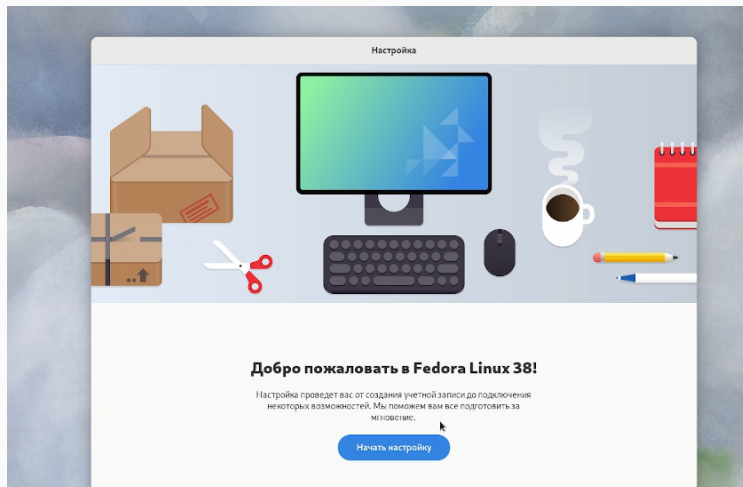 Настройка
Добро пожаловать в Fedora Linux 38!
Настройка проведет вас от создания учетной записи до подключения
некоторых возможностей. Мы поможем вам все подготовить за
мгновение.
Начать настройку